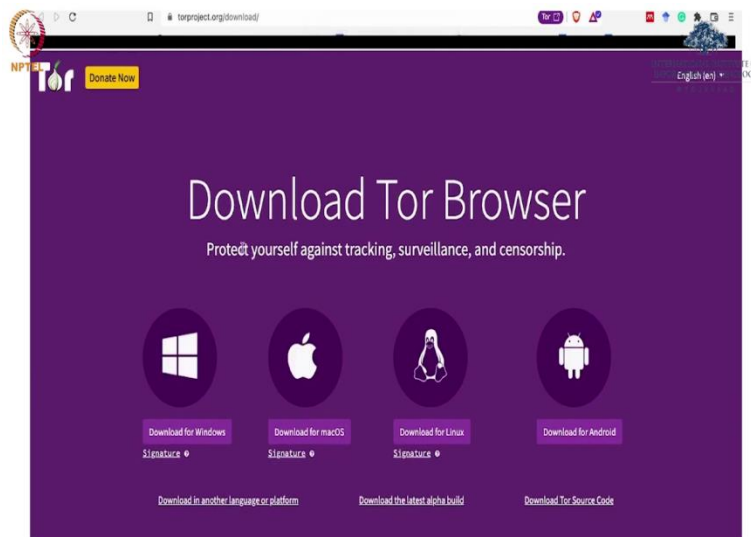 torproject.org/download/
Tor
NPTEL
Tor
Donate Now
English (en)
Download Tor Browser
Protect yourself against tracking, surveillance, and censorship.
Download for Windows
Download for macOS
Download for Linux
Download for Android
Signature
Signature
Signature
Download in another language or platform
Download the latest alpha build
Download Tor Source Code